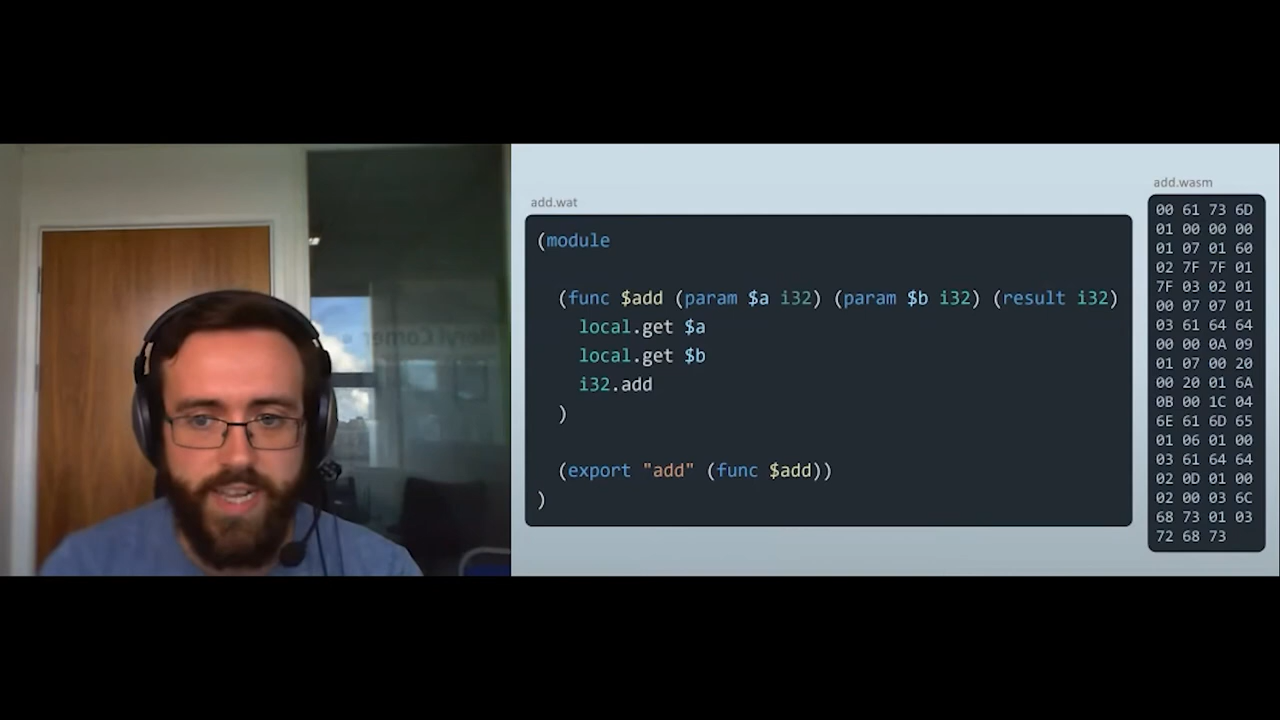 add.wat
(module
(func $add (param $a i32) (param $b i32) (result i32)
local.get $a
local.get $b
i32.add
)
(export "add" (func $add))
)
add.wasm
00 61 73 6D
01 00 00 00
01 07 01 60
02 7F 7F 01
7F 03 02 01
00 07 07 01
03 61 64 64
00 00 0A 09
01 07 00 20
00 20 01 6A
0B 00 1C 04
6E 61 6D 65
01 06 01 00
03 61 64 64
02 0D 01 00
02 00 03 6C
68 73 01 03
72 68 73